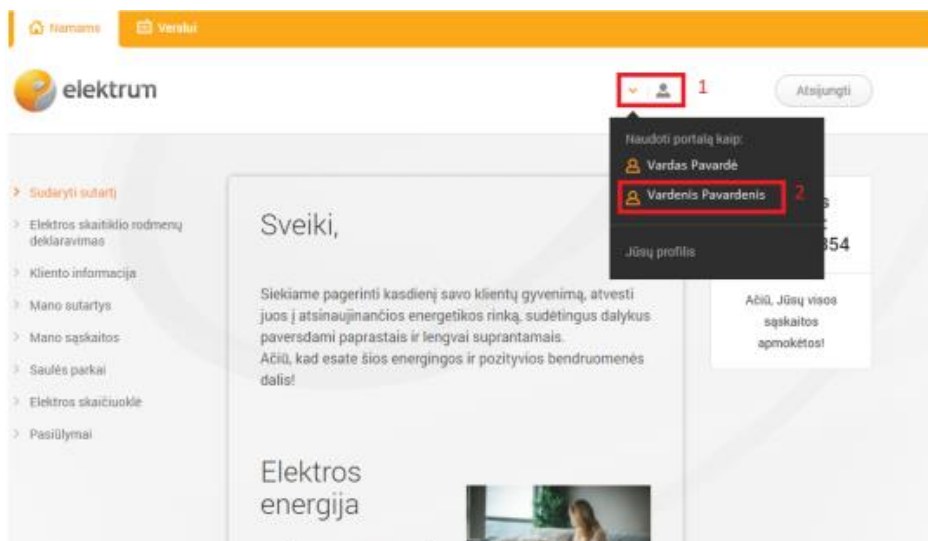 Namams
Verslui
elektrum
1
Atsijungti
Naudoti portalą kaip:
Vardas Pavardė
Vardenis Pavardenis
2
Jūsų profilis
Sudaryti sutartį
Elektros skaitiklio rodmenų
deklaravimas
Kliento informacija
Mano sutartys
Mano sąskaitos
Saulės parkai
Elektros skaičiuoklė
Pasiūlymai
Sveiki,
Siekiame pagerinti kasdienį savo klientų gyvenimą, atvesti
juos į atsinaujinančios energetikos rinką, sudėtingus dalykus
paversdami paprastais ir lengvai suprantamais.
Ačiū, kad esate šios energingos ir pozityvios bendruomenės
dalis!
Elektros
energija
354
Ačiū, Jūsų visos
sąskaitos
apmokėtos!